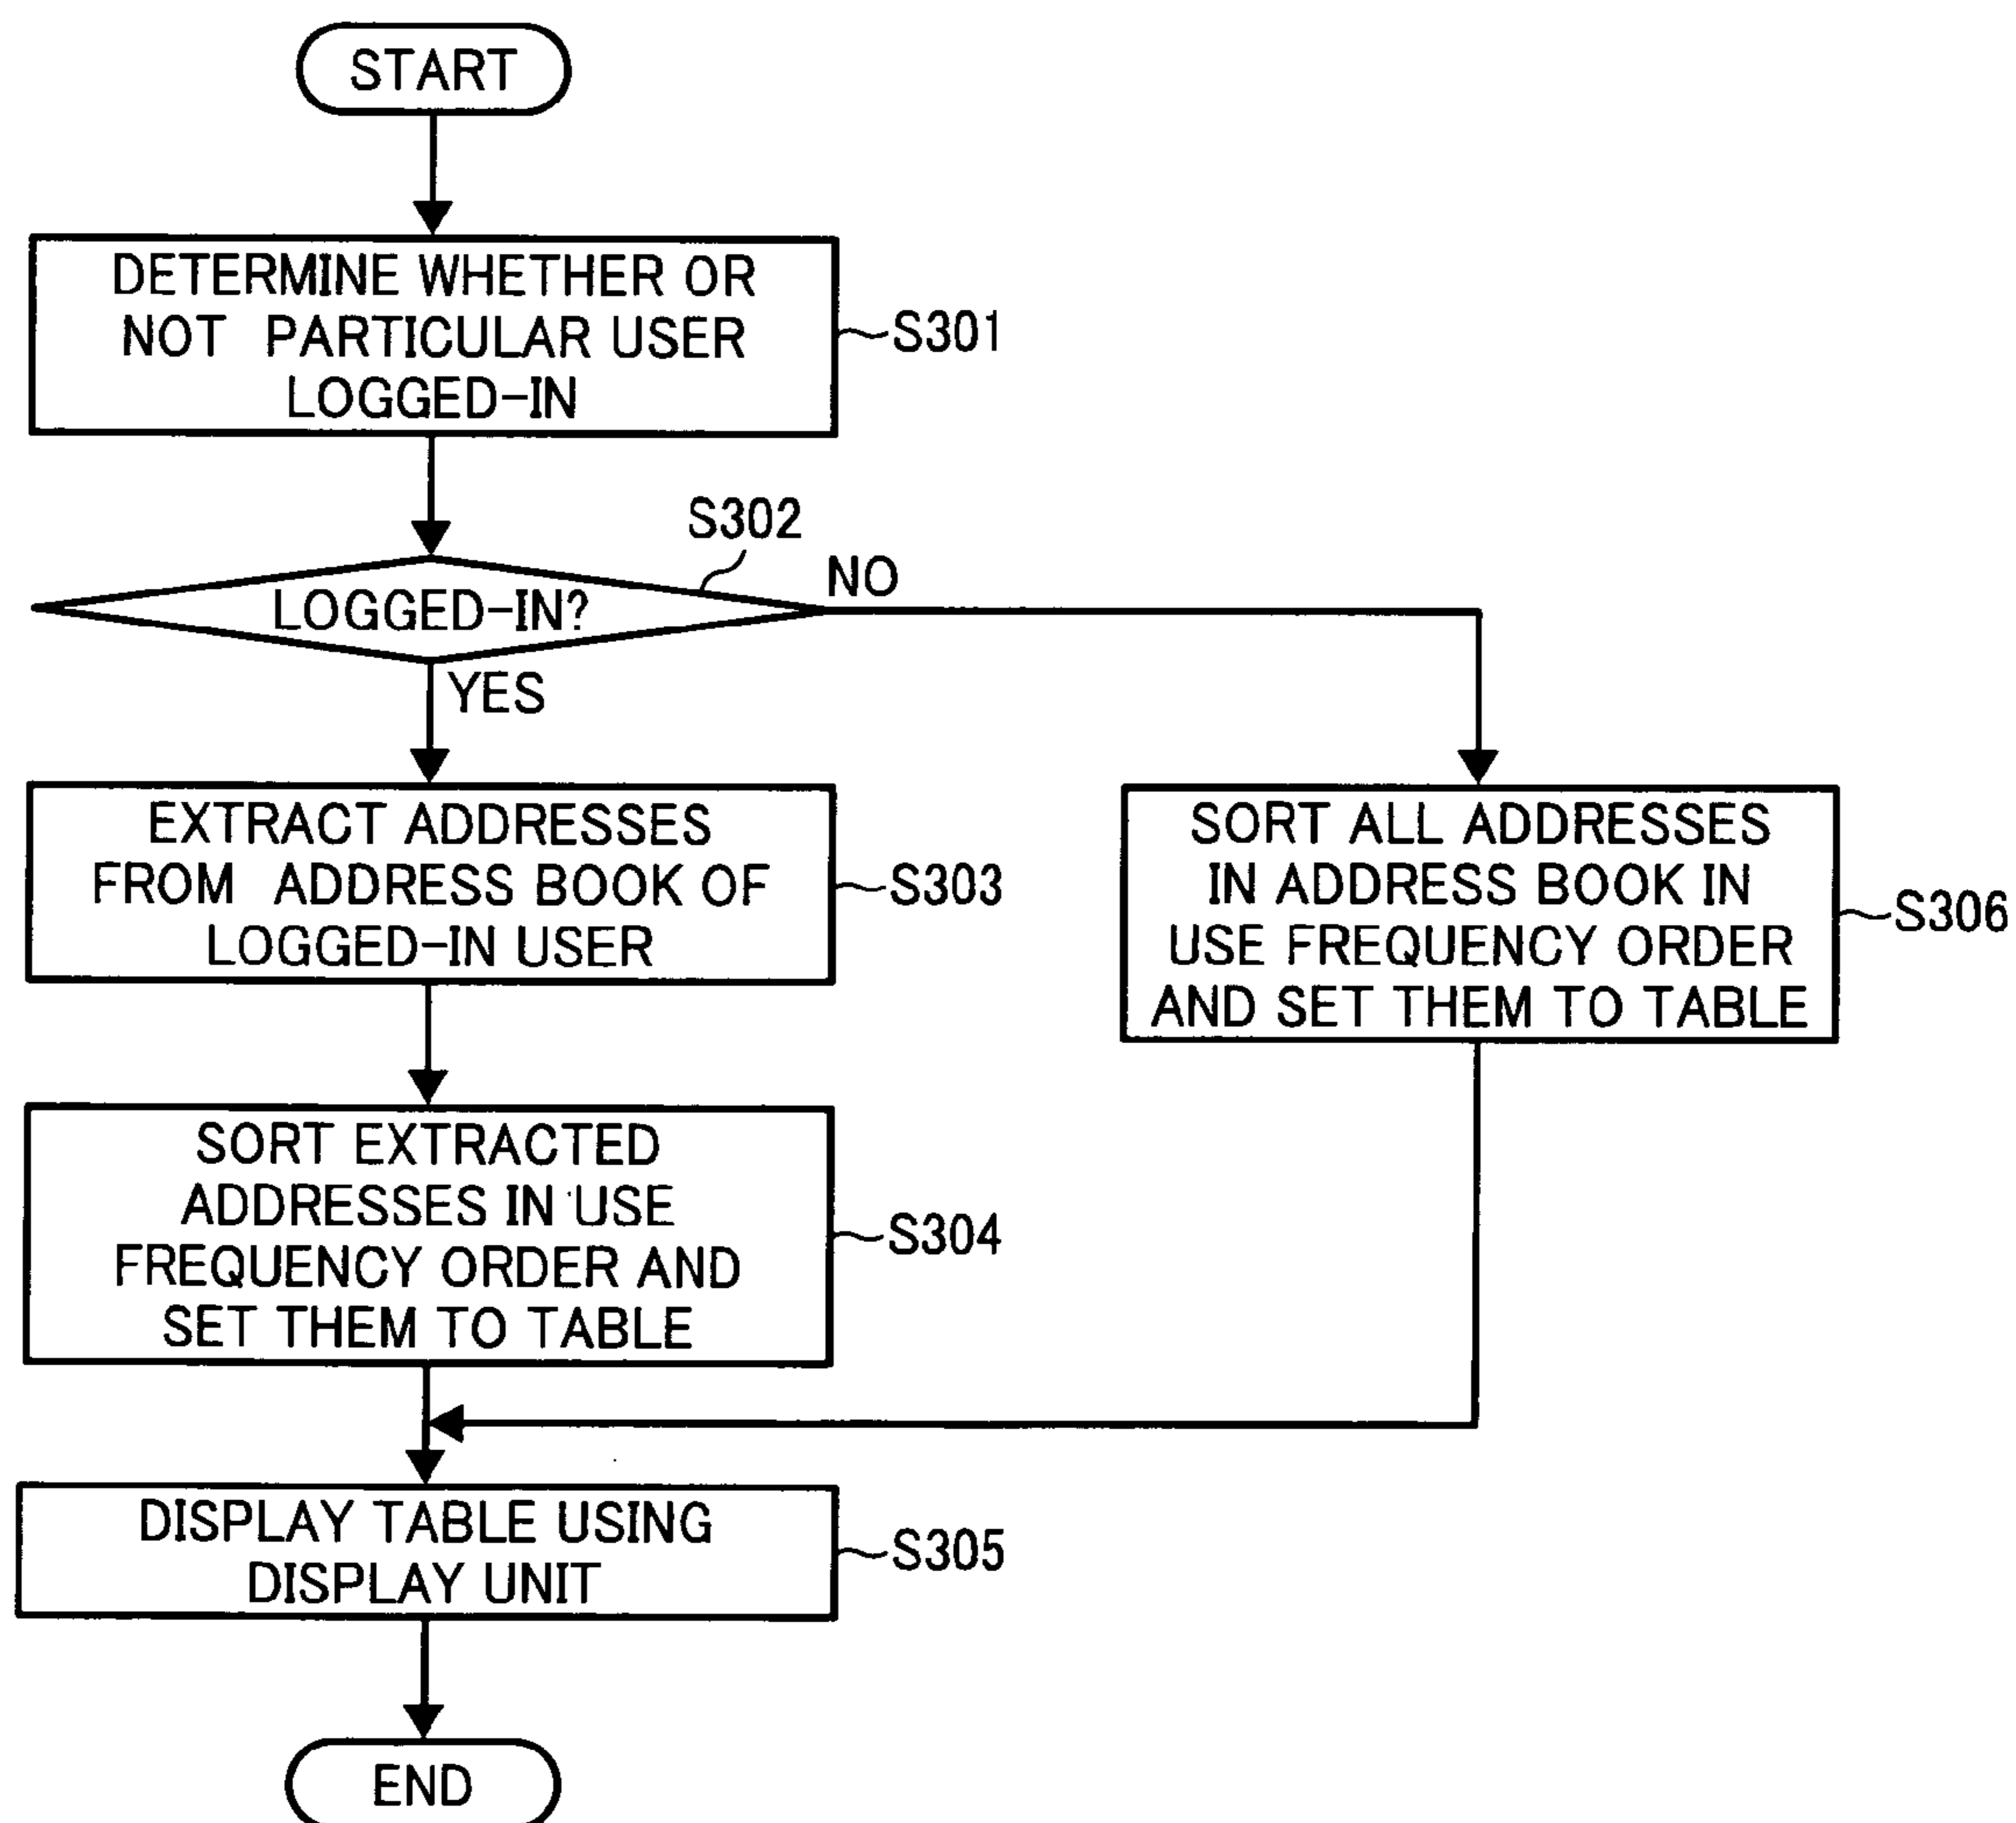 START
DETERMINE WHETHER OR
NOT PARTICULAR USER
LOGGED-IN
S301
S302
LOGGED-IN?
NO
YES
EXTRACT ADDRESSES
FROM ADDRESS BOOK OF
LOGGED-IN USER
S303
SORT ALL ADDRESSES
IN ADDRESS BOOK IN
USE FREQUENCY ORDER
AND SET THEM TO TABLE
S306
SORT EXTRACTED
ADDRESSES IN USE
FREQUENCY ORDER AND
SET THEM TO TABLE
S304
DISPLAY TABLE USING
DISPLAY UNIT
S305
END